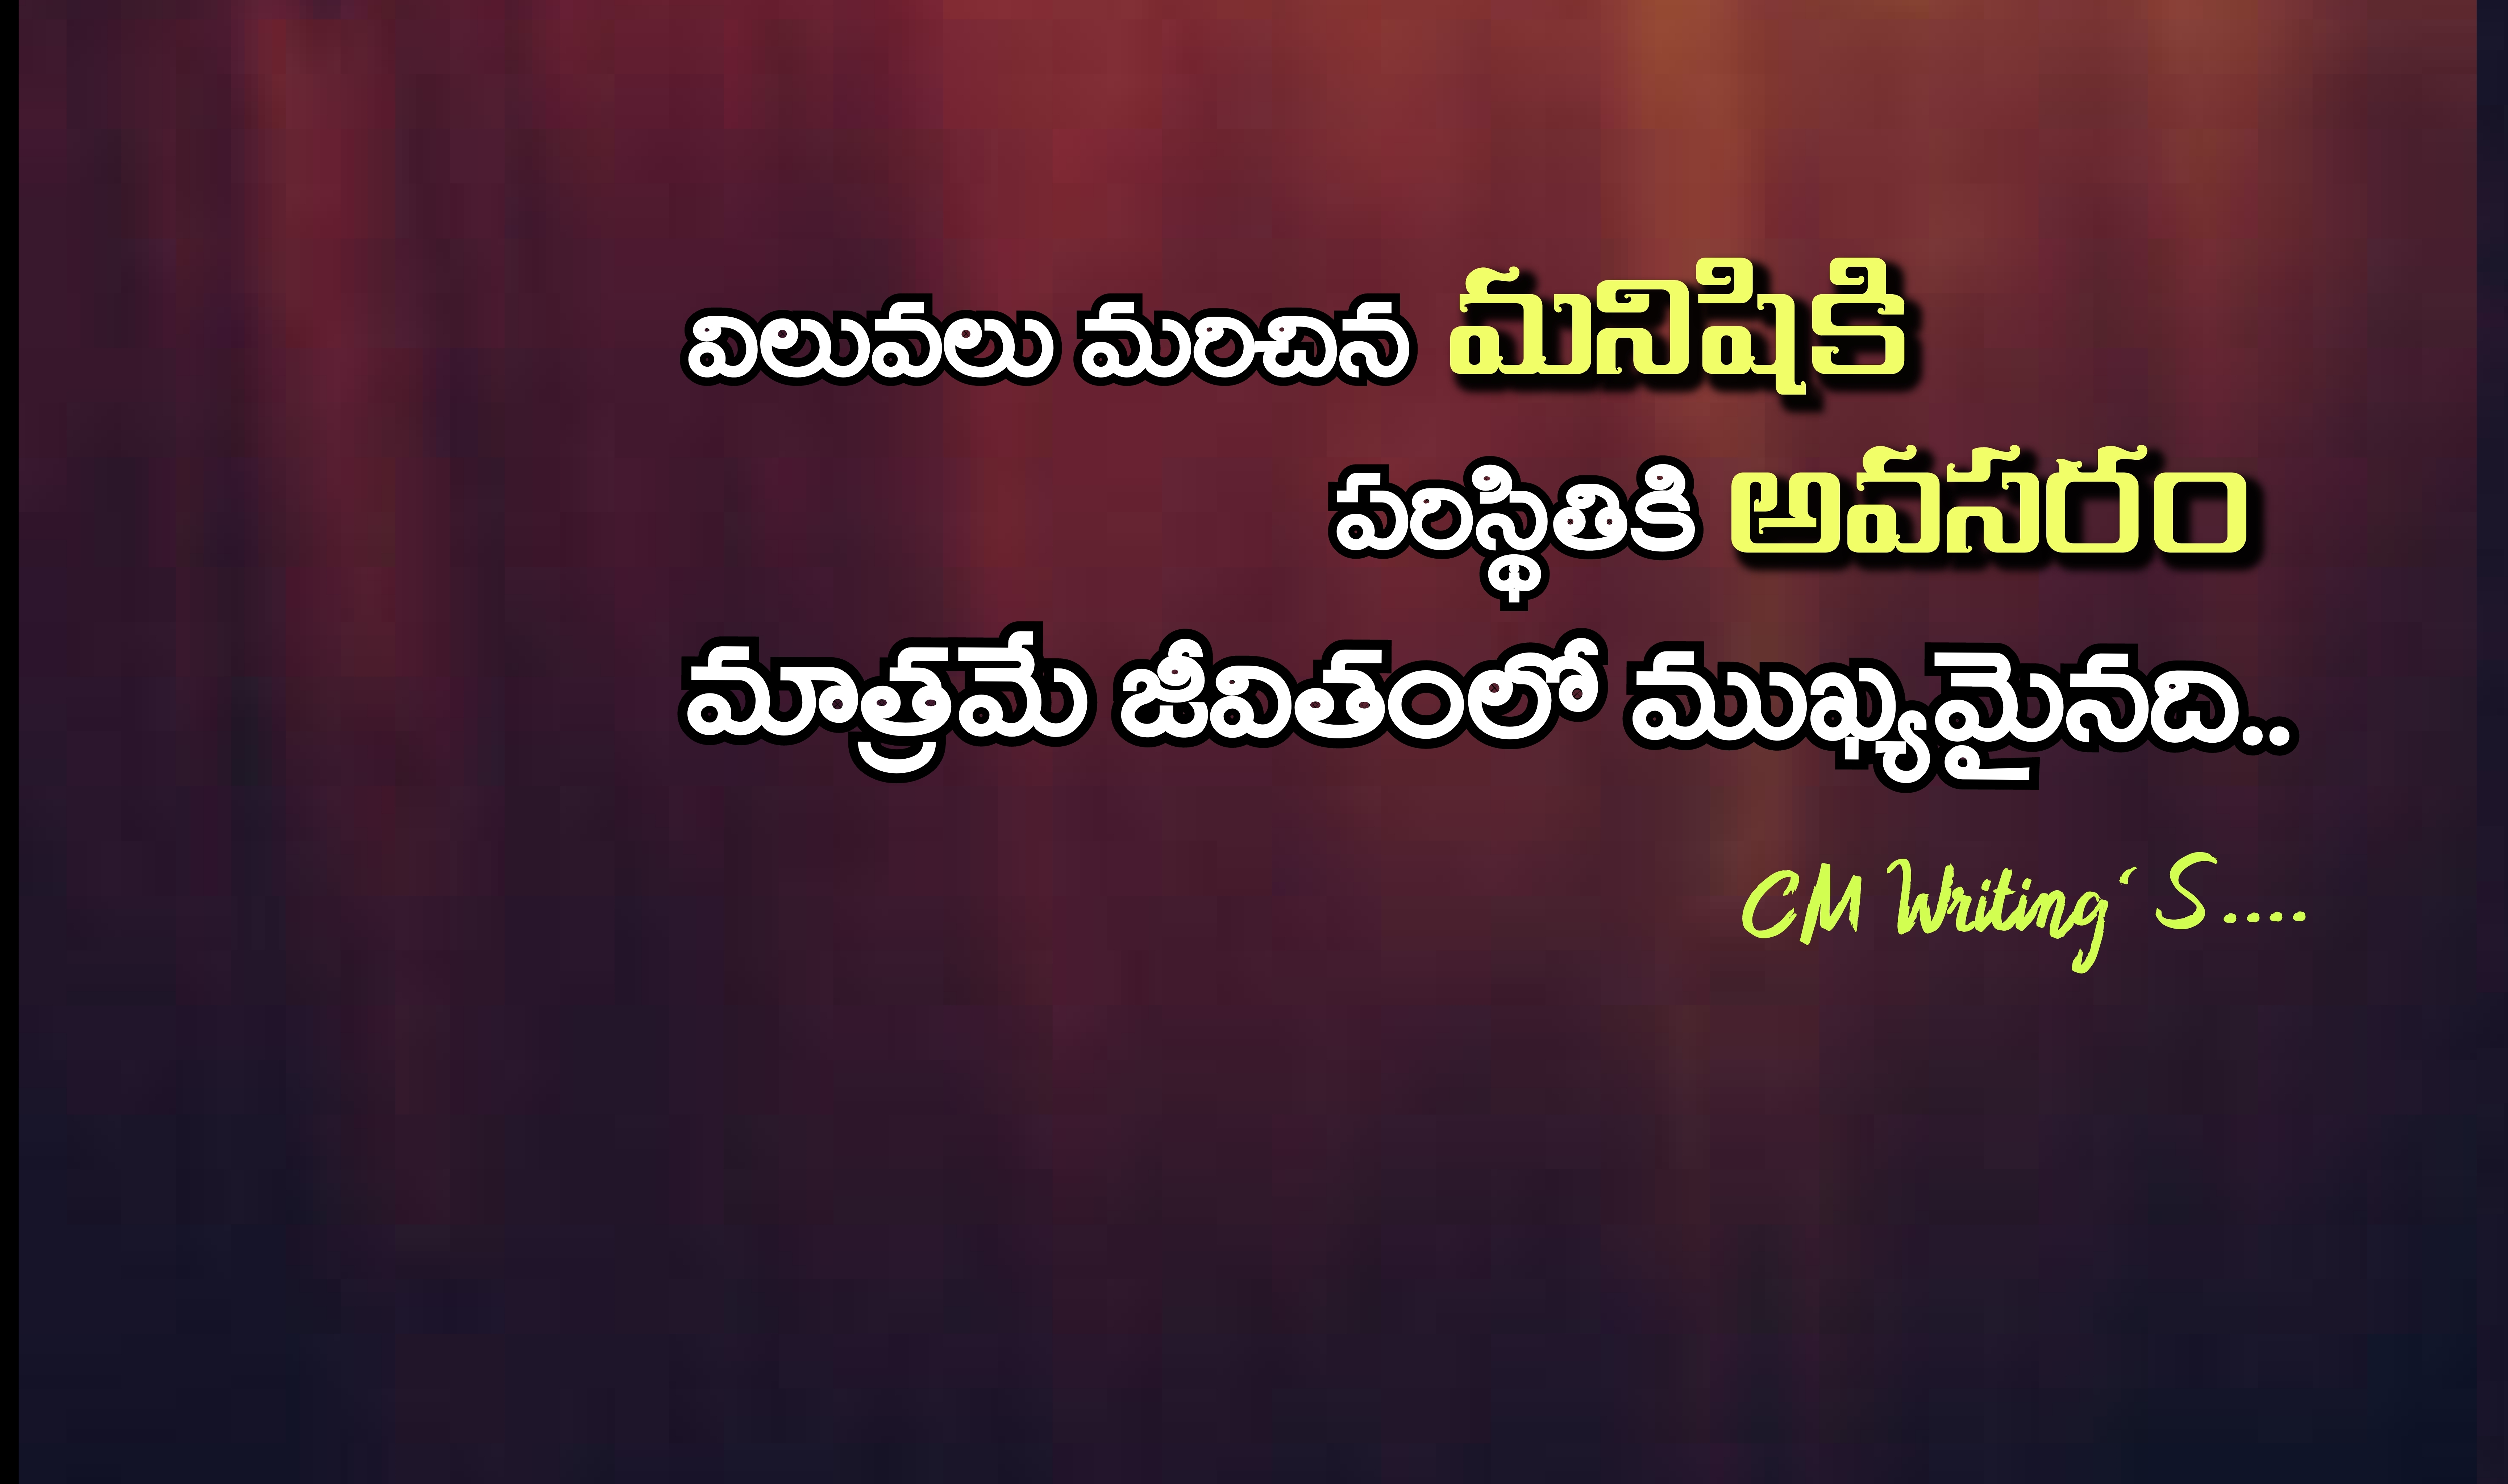 విలువలు మరిచిన మనిషికి
పరిస్థితికి అవసరం
మాత్రమే జీవితంలో ముఖ్యమైనది..
CM Writing‘ S....